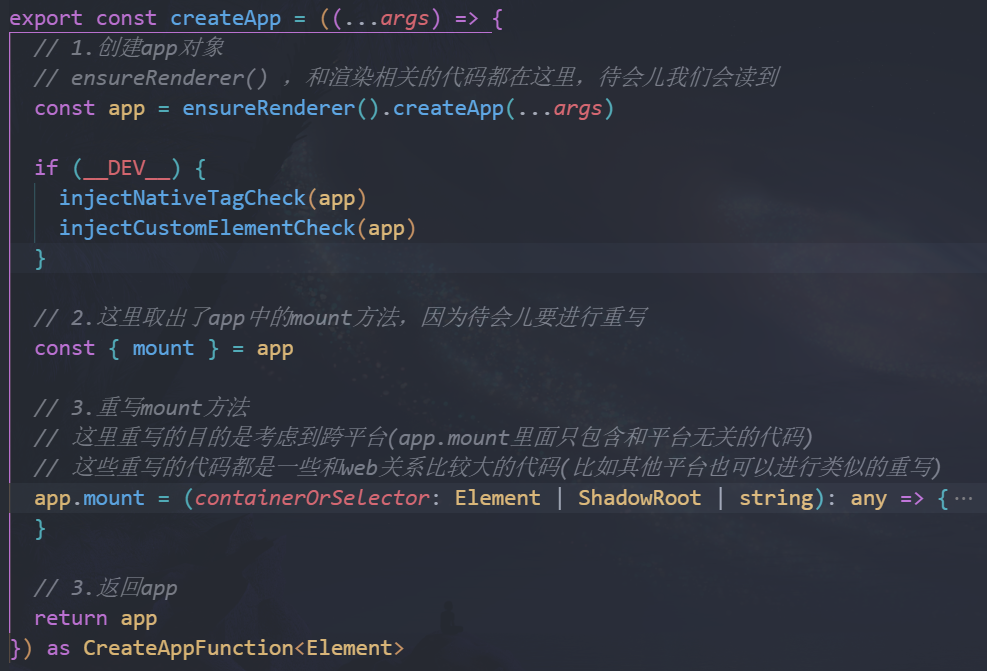 export const createApp = ((...args) => {
// 1.创建app对象
// ensureRenderer() ，和渲染相关的代码都在这里，待会儿我们会读到
const app = ensureRenderer().createApp(...args)
if (__DEV__) {
injectNativeTagCheck(app)
injectCustomElementCheck(app)
}
// 2.这里取出了app中的mount方法，因为待会儿要进行重写
const { mount } = app
// 3.重写mount方法
// 这里重写的目的是考虑到跨平台(app.mount里面只包含和平台无关的代码)
// 这些重写的代码都是一些和web关系比较大的代码(比如其他平台也可以进行类似的重写)
app.mount = (containerOrSelector: Element | ShadowRoot | string): any => {···
}
// 3.返回app
return app
}) as CreateAppFunction<Element>